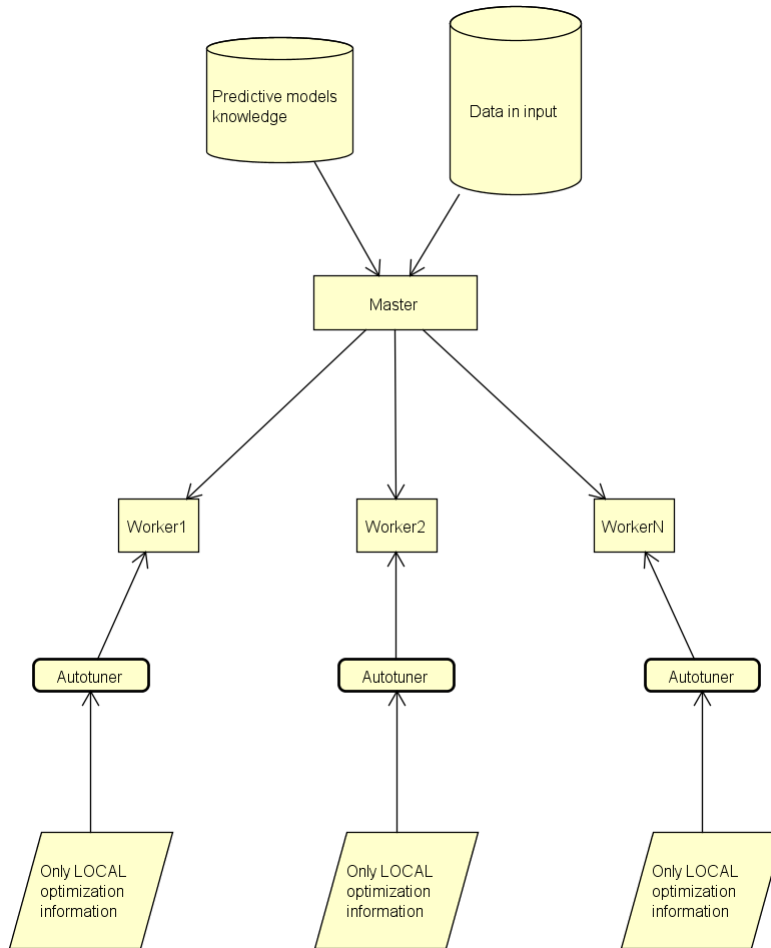 Predictive models
knowledge
Data in input
Master
Worker1
Worker2
WorkerN
Autotuner
Autotuner
Autotuner
Only LOCAL
optimization
information
Only LOCAL
optimization
information
Only LOCAL
optimization
information